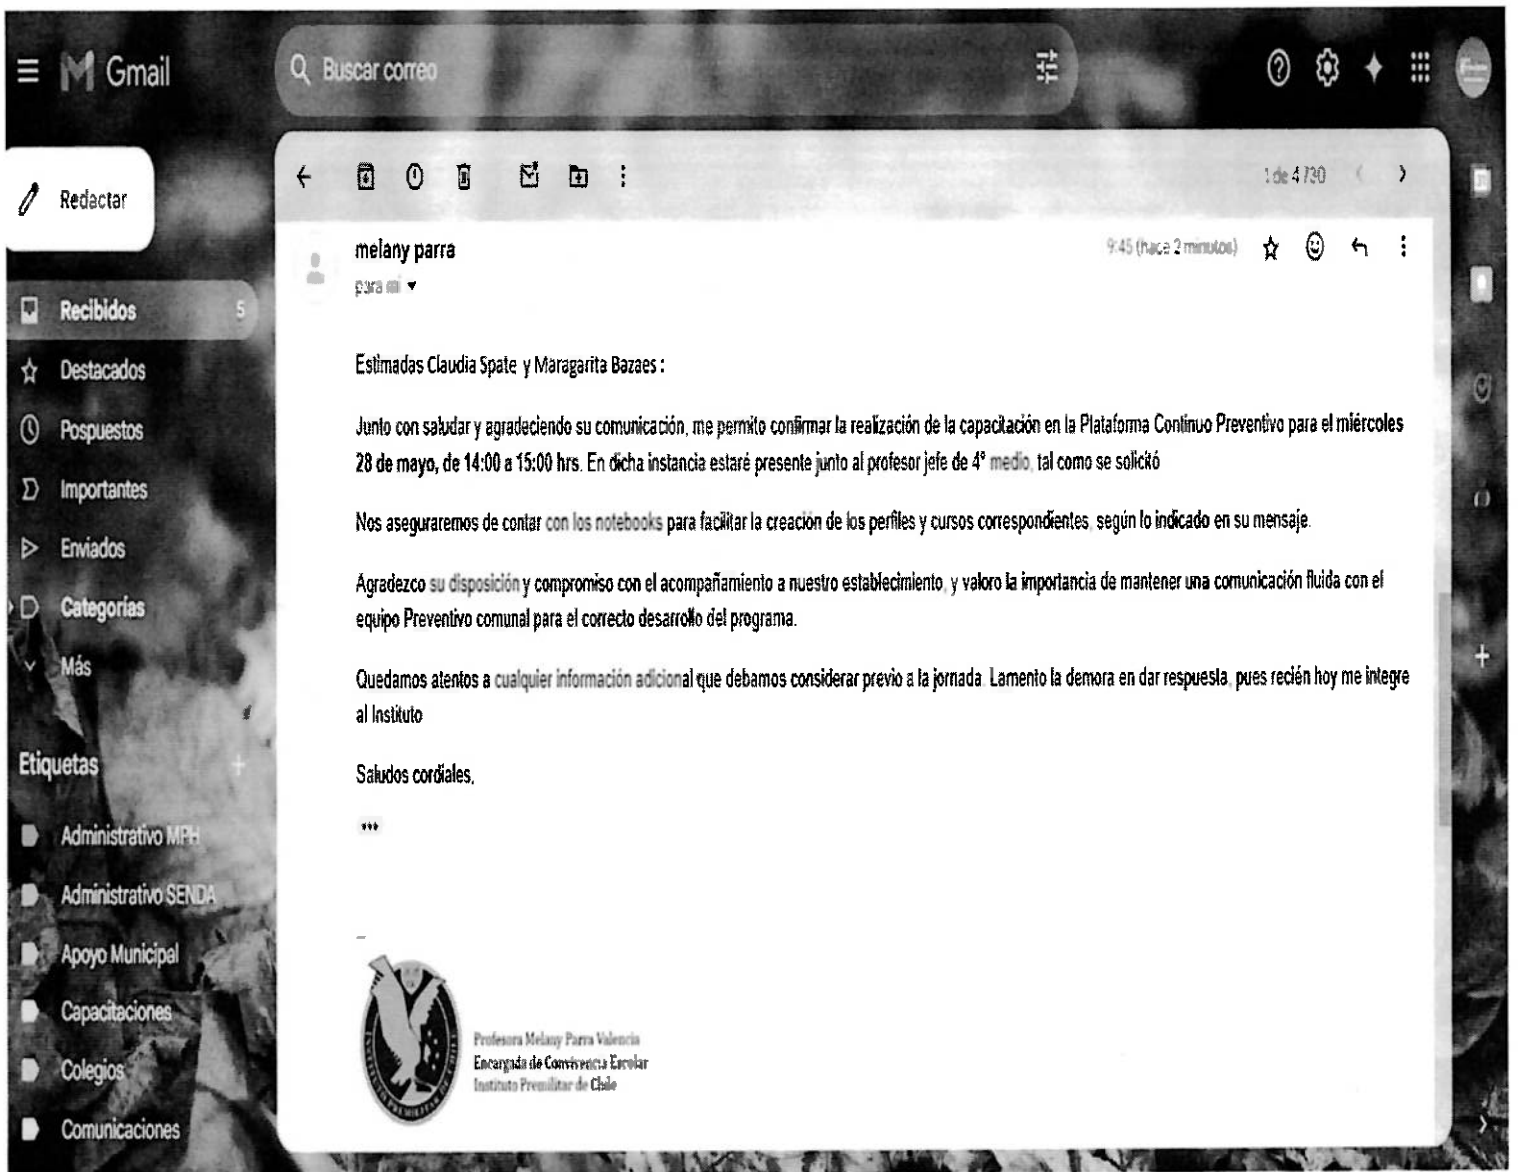 Gmail
Buscar correo
Redactar
1 de 4 730
melany parra
9:45 (hace 2 minutos)
para mi
Recibidos 5
Destacados
Pospuestos
Importantes
Enviados
Categorías
Más
Etiquetas
Administrativo MPH
Administrativo SENDA
Apoyo Municipal
Capacitaciones
Colegios
Comunicaciones
Estimadas Claudia Spate y Maragarita Bazaes :
Junto con saludar y agradeciendo su comunicación, me permito confirmar la realización de la capacitación en la Plataforma Continuo Preventivo para el miércoles
28 de mayo, de 14:00 a 15:00 hrs. En dicha instancia estaré presente junto al profesor jefe de 4° medio, tal como se solicitó
Nos aseguraremos de contar con los notebooks para facilitar la creación de los perfiles y cursos correspondientes, según lo indicado en su mensaje.
Agradezco su disposición y compromiso con el acompañamiento a nuestro establecimiento, y valoro la importancia de mantener una comunicación fluida con el
equipo Preventivo comunal para el correcto desarrollo del programa.
Quedamos atentos a cualquier información adicional que debamos considerar previo a la jornada. Lamento la demora en dar respuesta, pues recién hoy me integre
al Instituto
Saludos cordiales,
INSTITUTO PREMILITAR DE CHILE
Profesora Melany Parra Valencia
Encargada de Convivencia Escolar
Instituto Premilitar de Chile